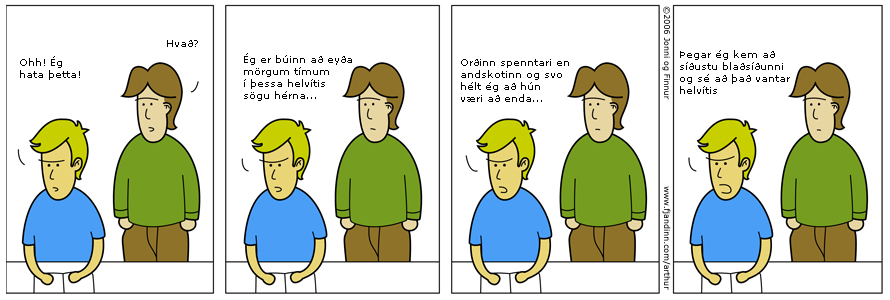 Hvað?
Ohh! Ég
hata þetta!
Ég er búinn að eyða
mörgum tímum
í þessa helvítis
sögu hérna...
Orðinn spenntari en
andskotinn og svo
hélt ég að hún
væri að enda...
©2006 Jonni og Finnur
www.fjandinn.com/arthur
Þegar ég kem að
síðustu blaðsíðunni
og sé að það vantar
helvítis